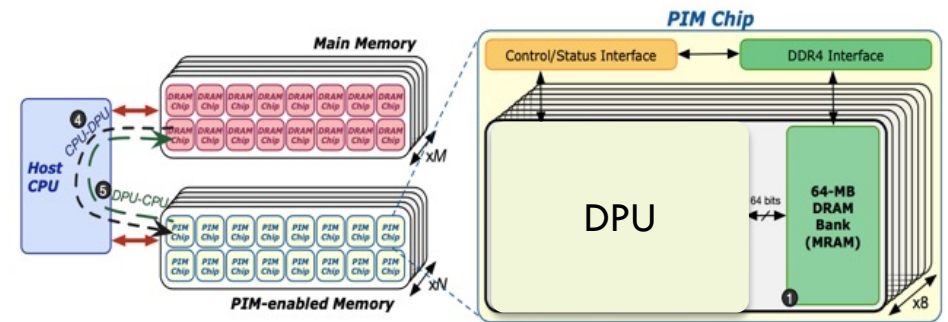 PIM Chip
Main Memory
Control/Status Interface
DDR4 Interface
DRAM Chip DRAM Chip DRAM Chip DRAM Chip DRAM Chip DRAM Chip DRAM Chip DRAM Chip
DRAM Chip DRAM Chip DRAM Chip DRAM Chip DRAM Chip DRAM Chip DRAM Chip DRAM Chip
xM
4
CPU-DPU
Host
CPU
5
DPU-CPU
PIM Chip PIM Chip PIM Chip PIM Chip PIM Chip PIM Chip PIM Chip PIM Chip
PIM Chip PIM Chip PIM Chip PIM Chip PIM Chip PIM Chip PIM Chip PIM Chip
xN
PIM-enabled Memory
DPU
64 bits
64-MB
DRAM
Bank
(MRAM)
1
x8